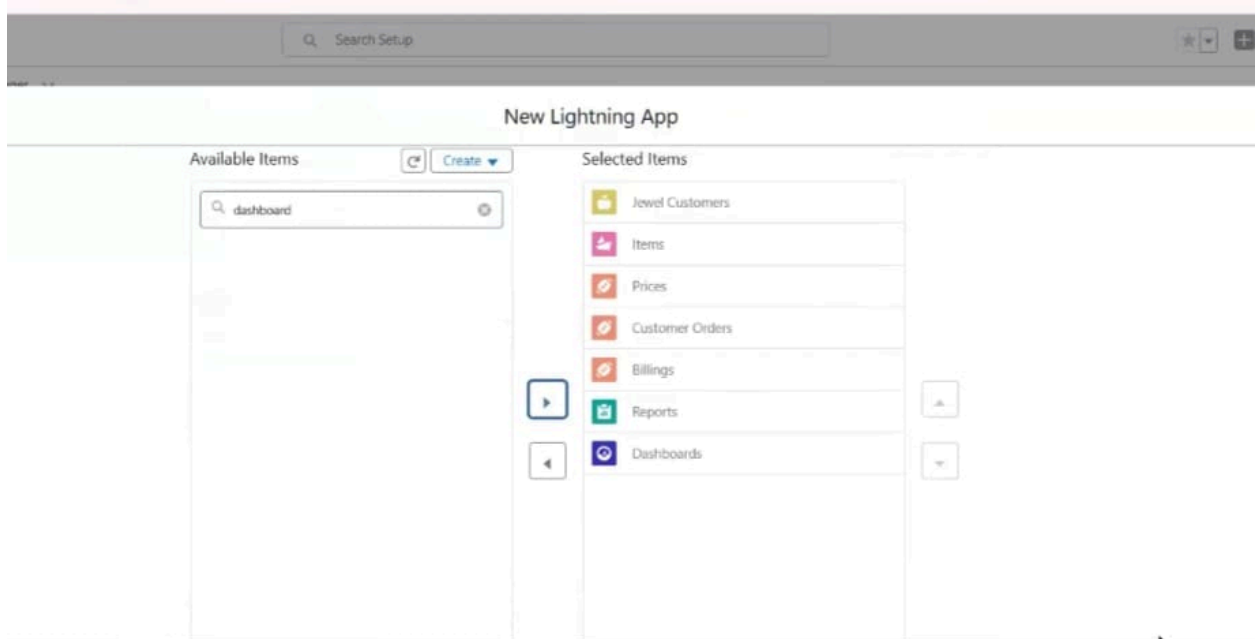 Search Setup
New Lightning App
Available Items
Create
Selected Items
dashboard
Jewel Customers
Items
Prices
Customer Orders
Billings
Reports
Dashboards